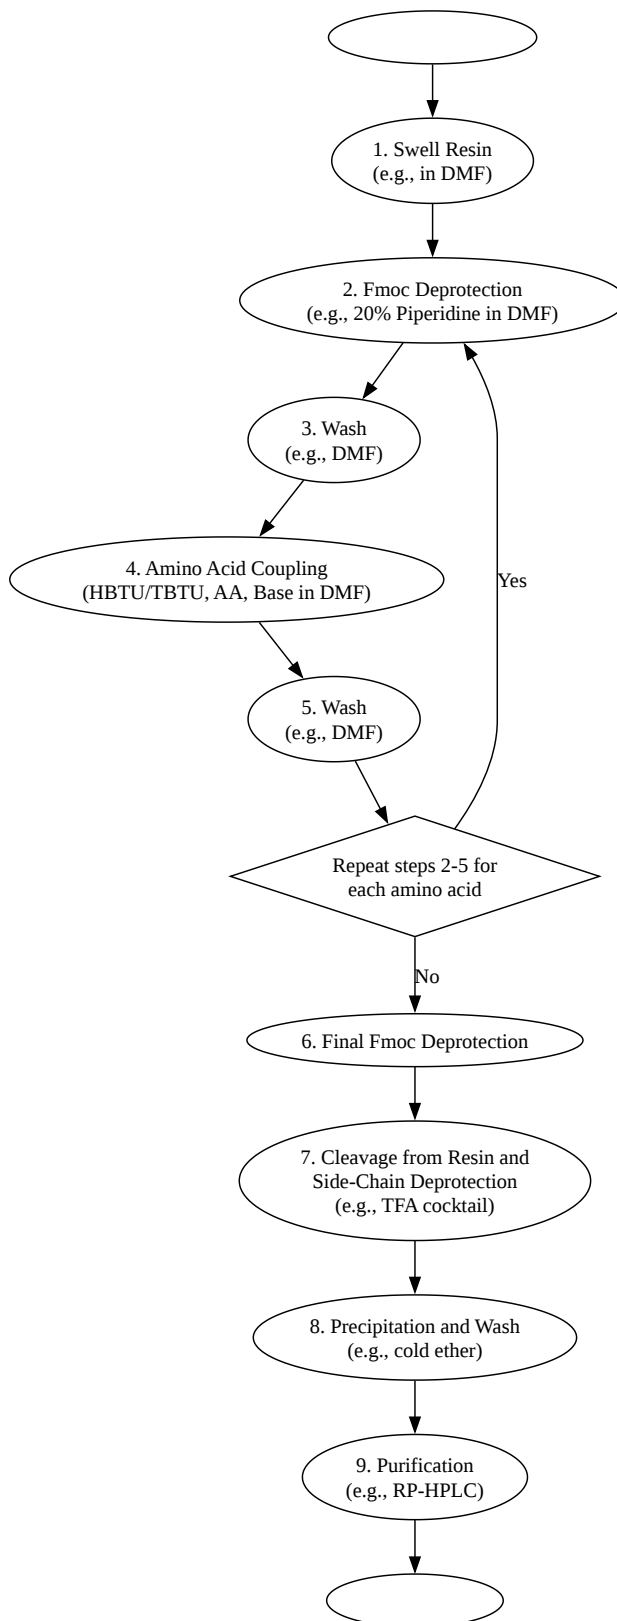 1. Swell Resin
(e.g., in DMF)
2. Fmoc Deprotection
(e.g., 20% Piperidine in DMF)
3. Wash
(e.g., DMF)
4. Amino Acid Coupling
(HBTU/TBTU, AA, Base in DMF)
Yes
5. Wash
(e.g., DMF)
Repeat steps 2-5 for
each amino acid
No
6. Final Fmoc Deprotection
7. Cleavage from Resin and
Side-Chain Deprotection
(e.g., TFA cocktail)
8. Precipitation and Wash
(e.g., cold ether)
9. Purification
(e.g., RP-HPLC)